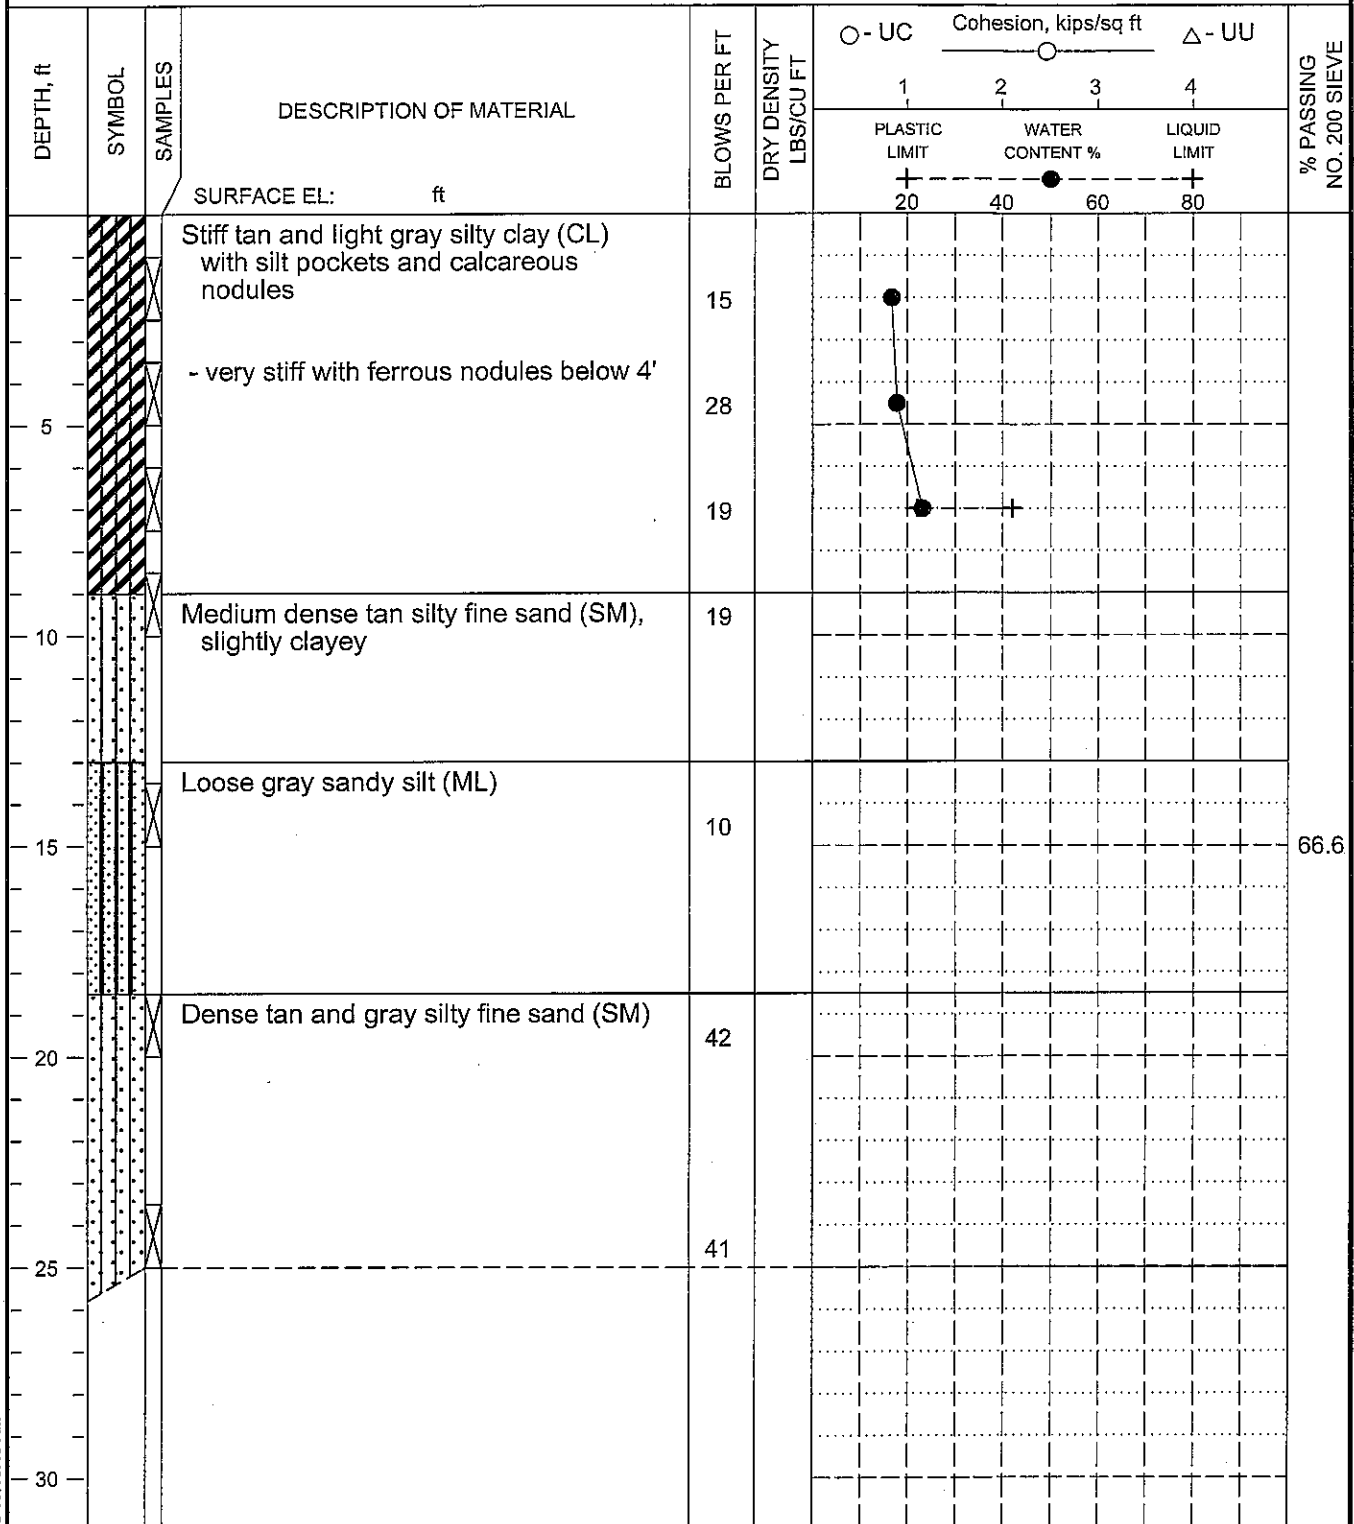 DEPTH, ft
SYMBOL
SAMPLES
DESCRIPTION OF MATERIAL
SURFACE EL: ft
BLOWS PER FT
DRY DENSITY
LBS/CU FT
○ - UC Cohesion, kips/sq ft △ - UU
1 2 3 4
PLASTIC LIMIT
WATER CONTENT %
LIQUID LIMIT
20 40 60 80
% PASSING
NO. 200 SIEVE
Stiff tan and light gray silty clay (CL)
with silt pockets and calcareous
nodules
15
- very stiff with ferrous nodules below 4'
28
5
19
Medium dense tan silty fine sand (SM),
slightly clayey
19
10
Loose gray sandy silt (ML)
10
15
66.6
Dense tan and gray silty fine sand (SM)
42
20
41
25
30